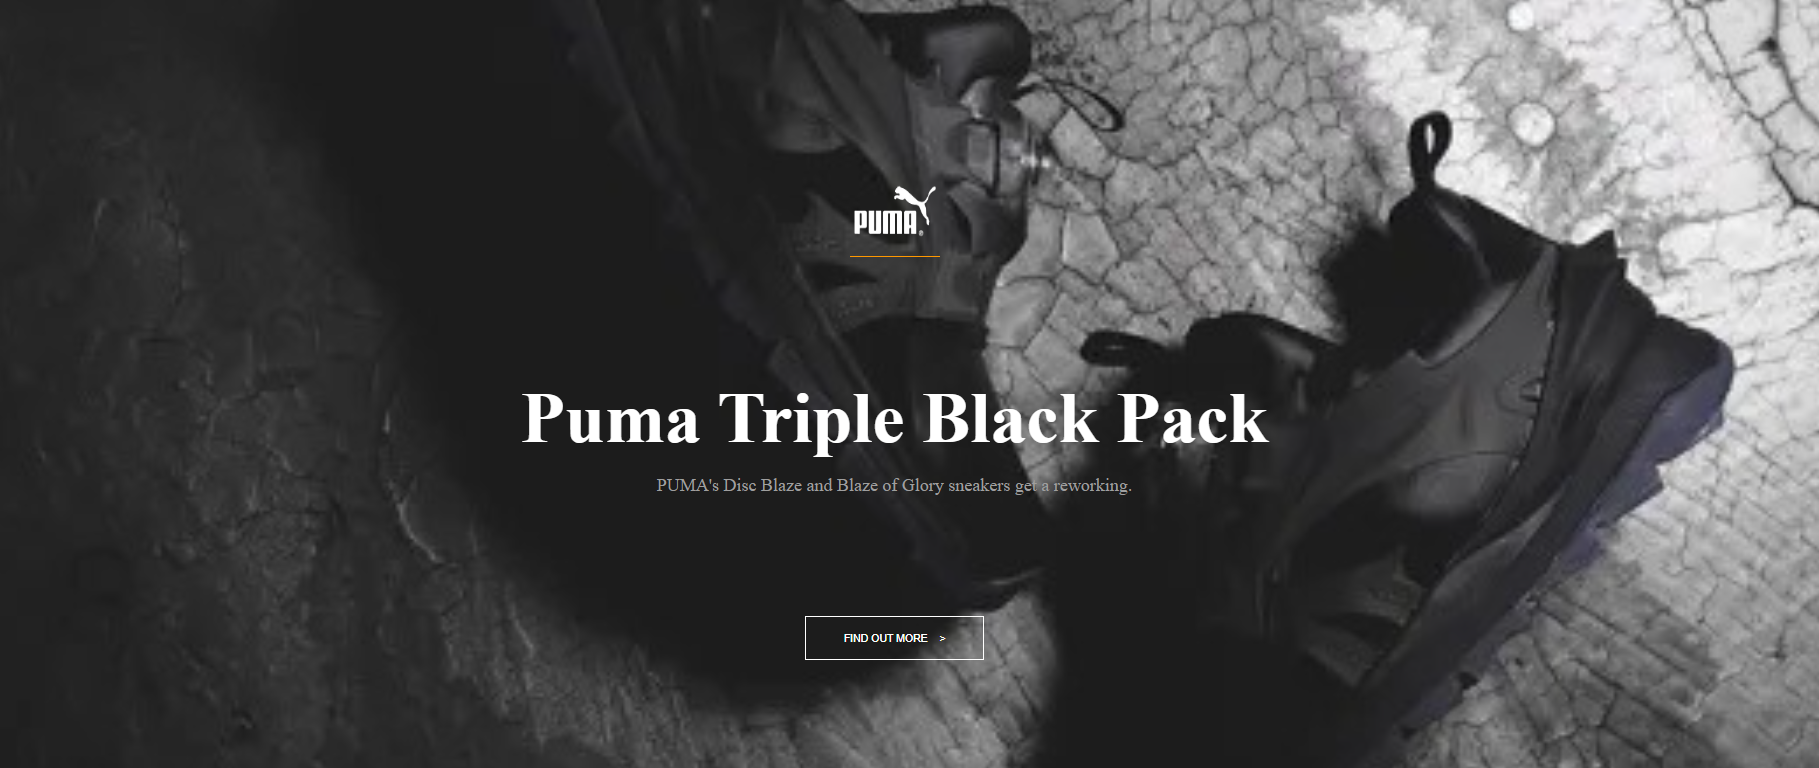 PUMA®
Puma Triple Black Pack
PUMA's Disc Blaze and Blaze of Glory sneakers get a reworking.
FIND OUT MORE >